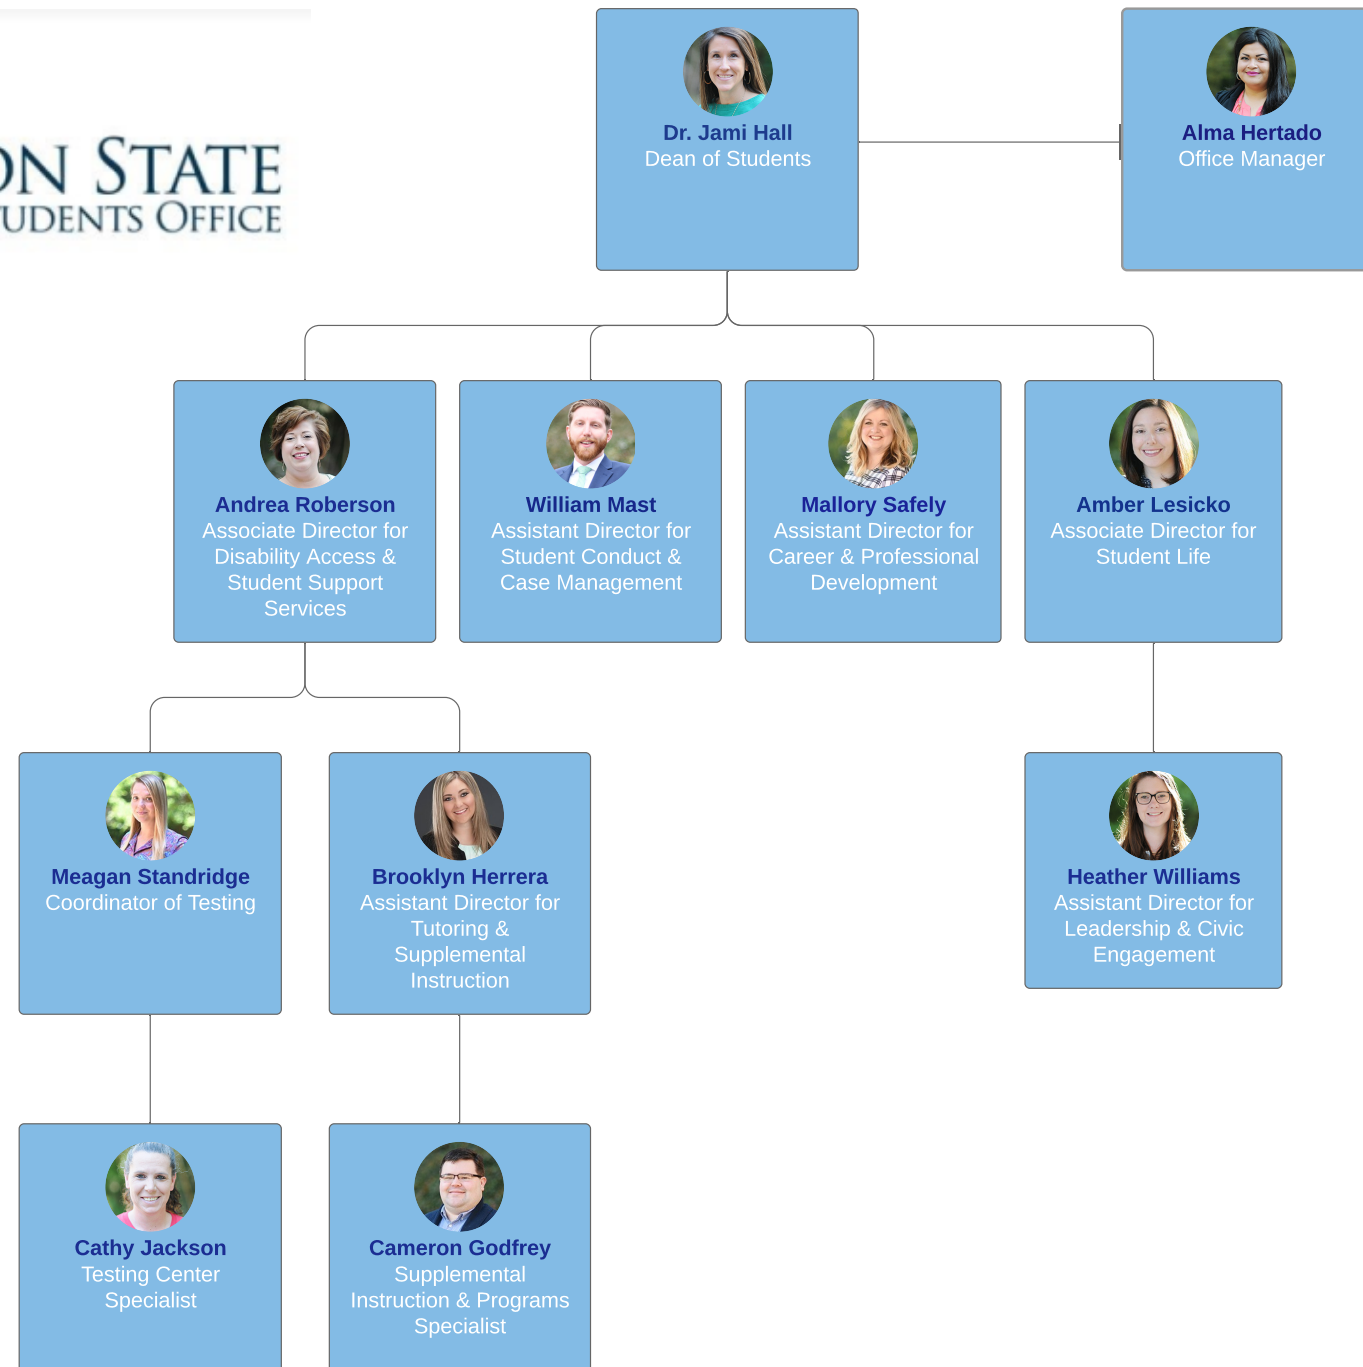 ON STATE
STUDENTS OFFICE
Dr. Jami Hall
Dean of Students
Alma Hertado
Office Manager
Andrea Roberson
Associate Director for
Disability Access &
Student Support
Services
William Mast
Assistant Director for
Student Conduct &
Case Management
Mallory Safely
Assistant Director for
Career & Professional
Development
Amber Lesicko
Associate Director for
Student Life
Meagan Standridge
Coordinator of Testing
Brooklyn Herrera
Assistant Director for
Tutoring &
Supplemental
Instruction
Heather Williams
Assistant Director for
Leadership & Civic
Engagement
Cathy Jackson
Testing Center
Specialist
Cameron Godfrey
Supplemental
Instruction & Programs
Specialist